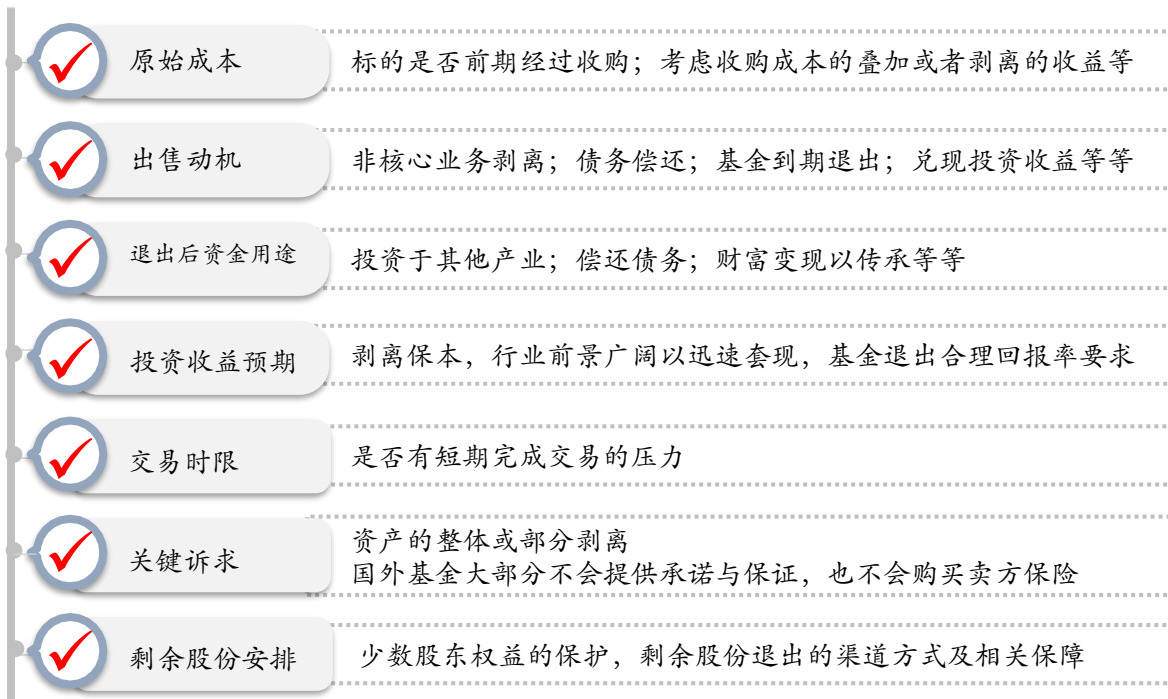 原始成本
标的是否前期经过收购；考虑收购成本的叠加或者剥离的收益等
出售动机
非核心业务剥离；债务偿还；基金到期退出；兑现投资收益等等
退出后资金用途
投资于其他产业；偿还债务；财富变现以传承等等
投资收益预期
剥离保本，行业前景广阔以迅速套现，基金退出合理回报率要求
交易时限
是否有短期完成交易的压力
关键诉求
资产的整体或部分剥离
国外基金大部分不会提供承诺与保证，也不会购买卖方保险
剩余股份安排
少数股东权益的保护，剩余股份退出的渠道方式及相关保障